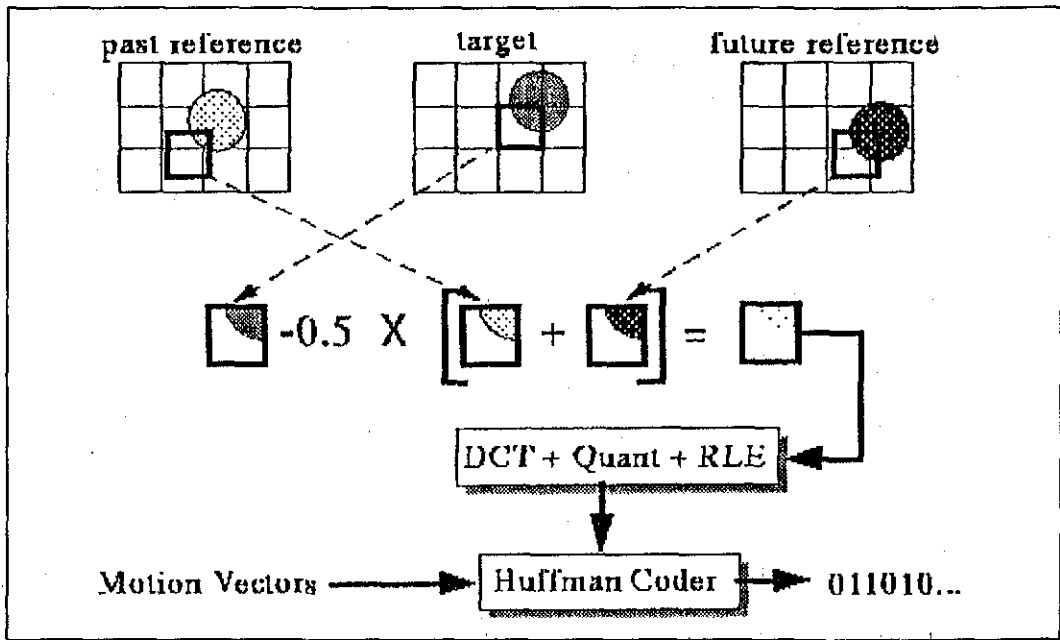 past reference target future reference
-0.5 X [ + ] =
DCT + Quant + RLE
Motion Vectors Huffman Coder 011010...